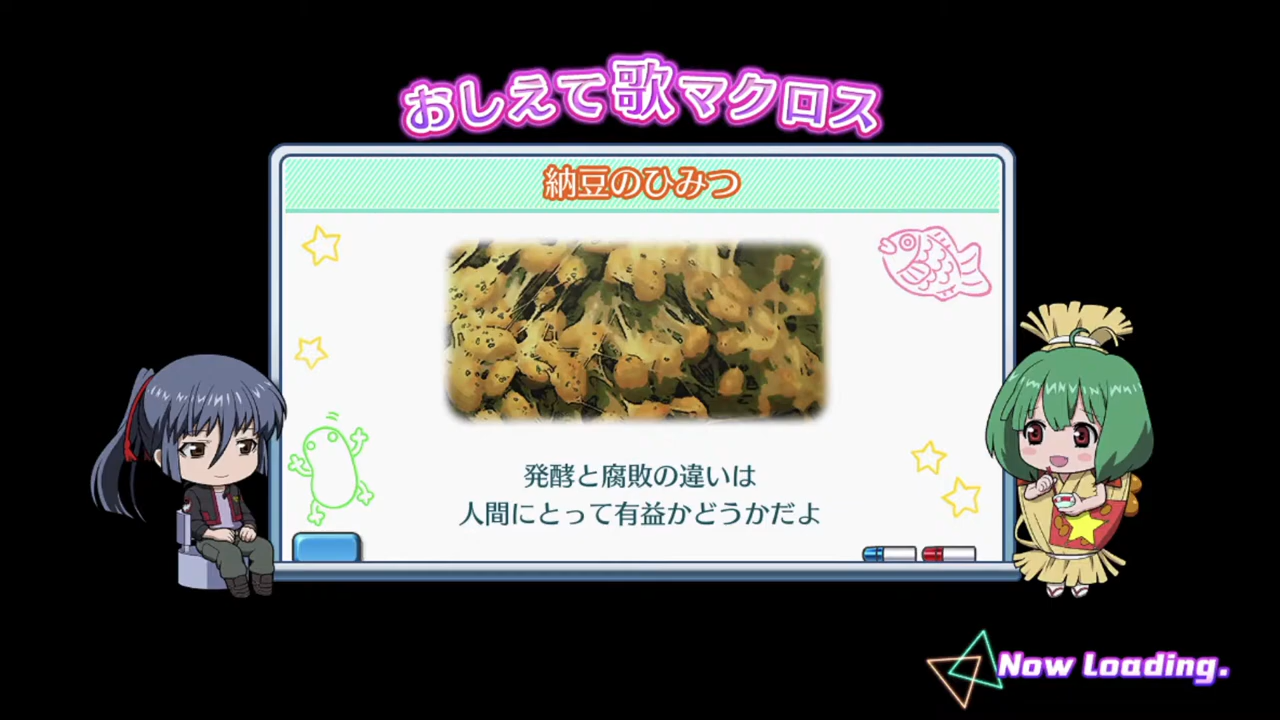 おしえて歌マクロス
納豆のひみつ
発酵と腐敗の違いは
人間にとって有益かどうかだよ
Now Loading.